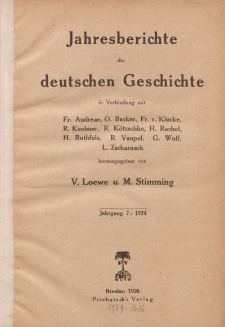 Jahresberichte
der
deutschen Geschichte
in Verbindung mit
Fr. Andreae, O. Becker, Fr. v. Klocke,
R. Koebner, R. Kötzschke, H. Rachel,
H. Rothfels, R. Vaupel, G. Wolf,
L. Zscharnack
herausgegeben von
V. Loewe u. M. Stimming
Jahrgang 7: 1924
Breslau 1926
Priebatsch's Verlag